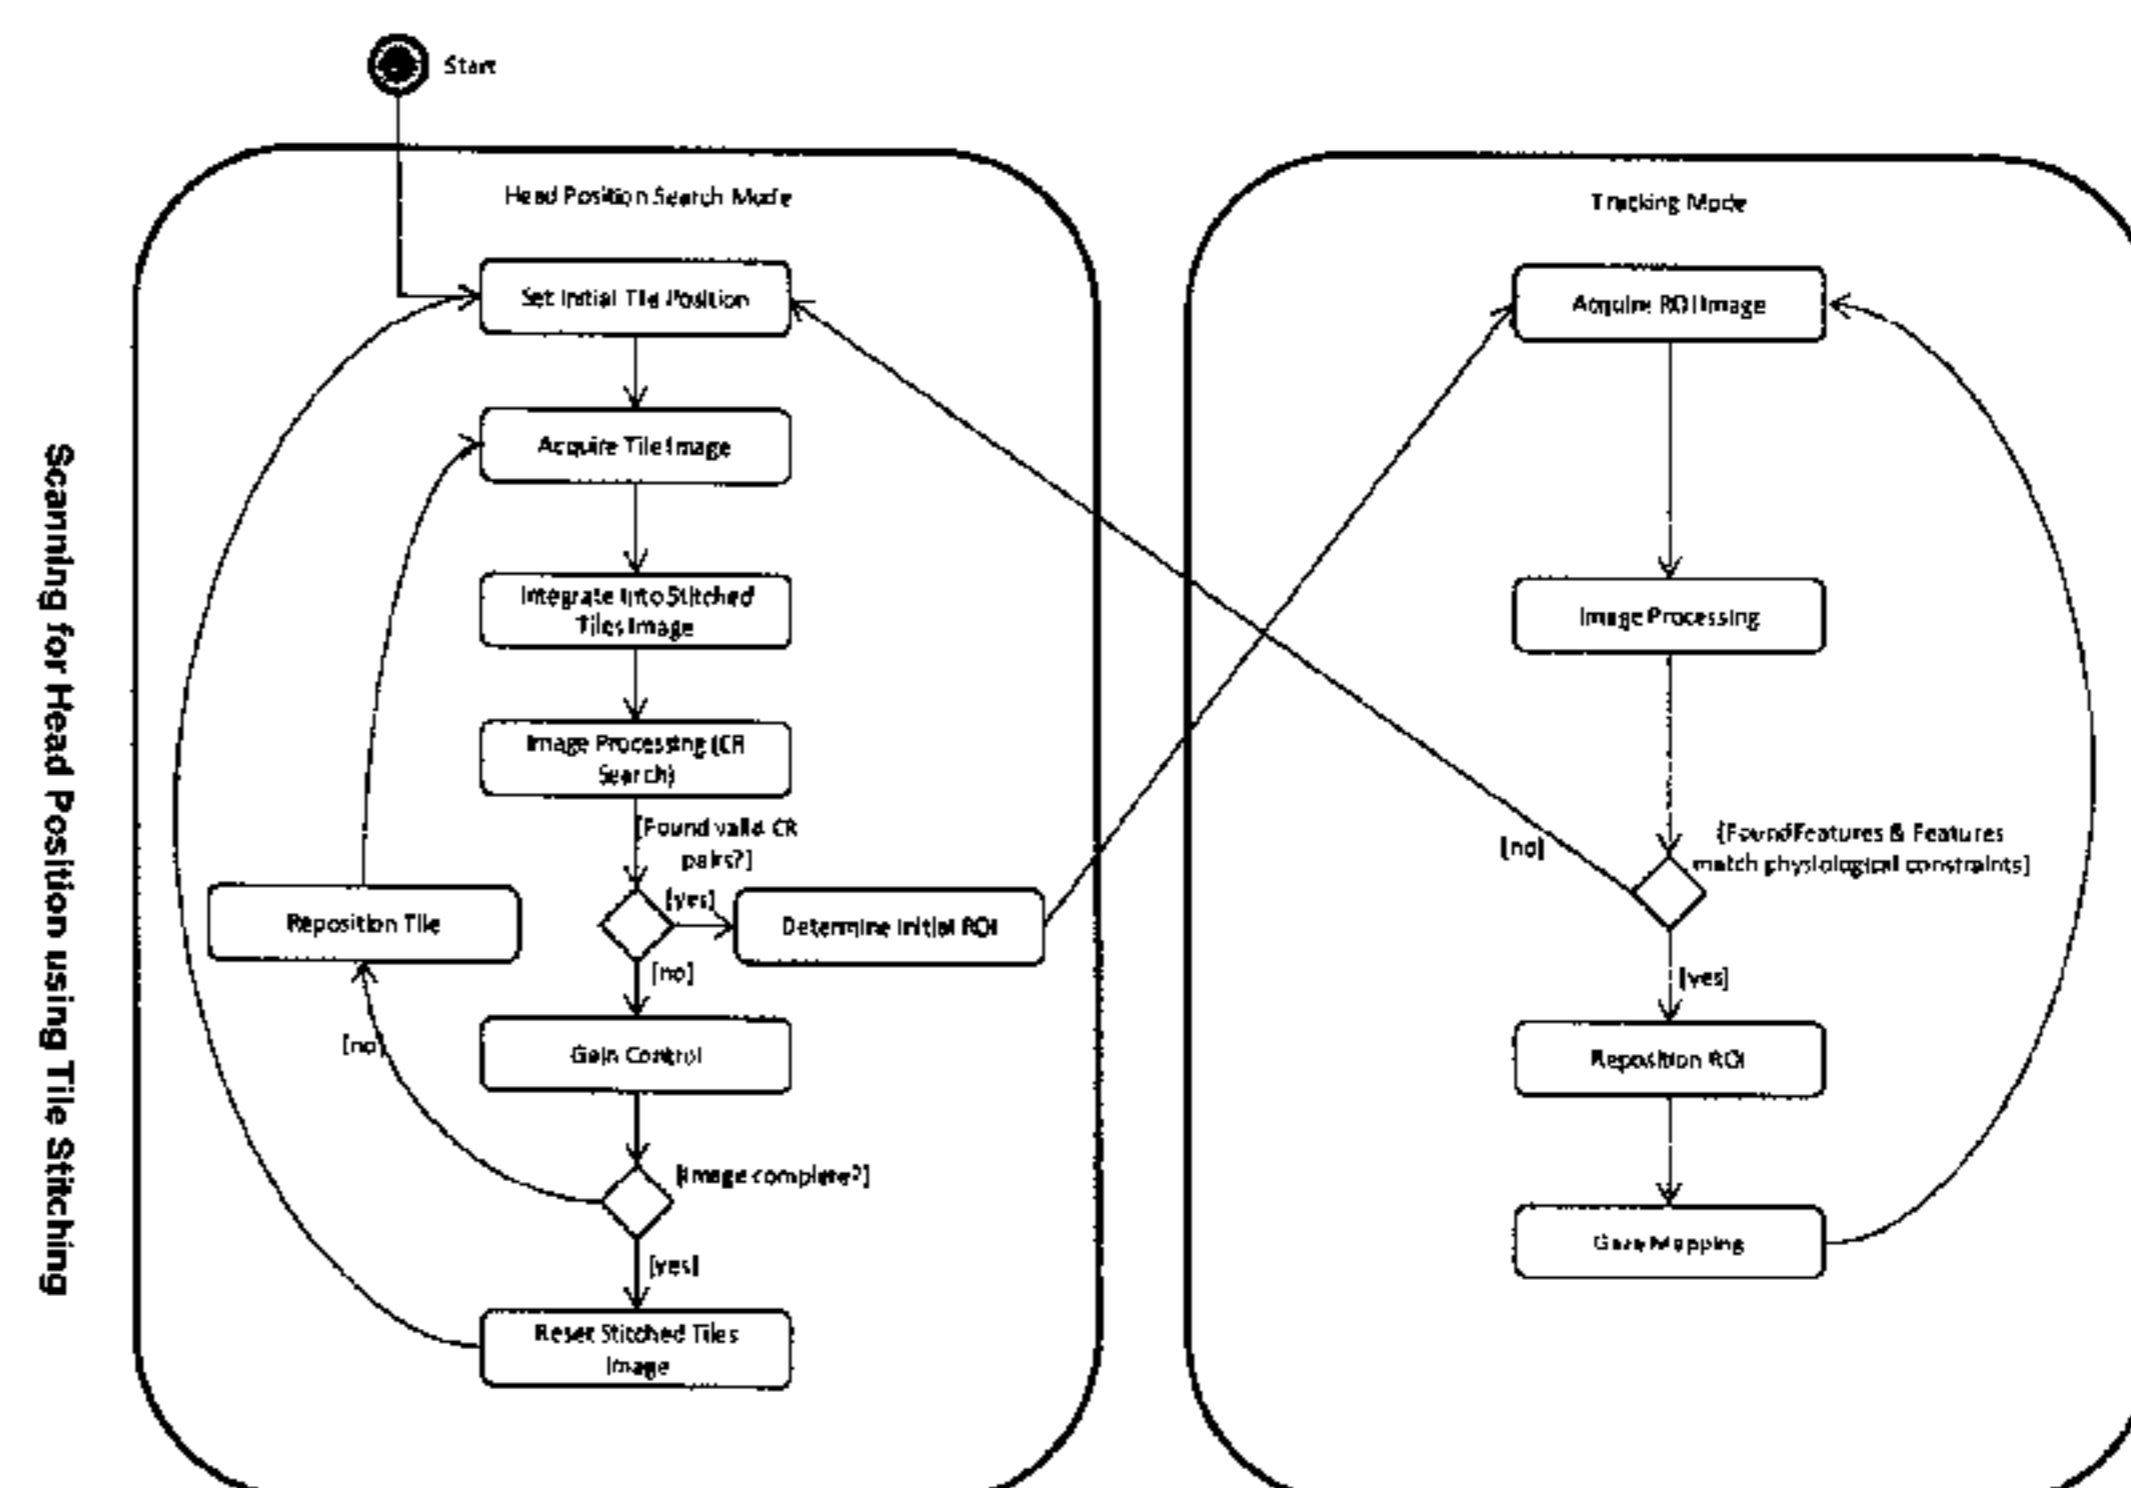 Start
Head Position Search Mode
Set Initial Tile Position
Acquire Tile Image
Integrate Into Stitched
Tiles Image
Image Processing (CR
Search)
[Found valid CR
pairs?]
[yes]
Reposition Tile
Determine Initial ROI
[no]
[no]
Gain Control
[Image complete?]
[yes]
Reset Stitched Tiles
Image
Tracking Mode
Acquire ROI Image
Image Processing
[no]
[FoundFeatures & Features
match physiological constraints]
[yes]
Reposition ROI
Gaze Mapping
Scanning for Head Position using Tile Stitching